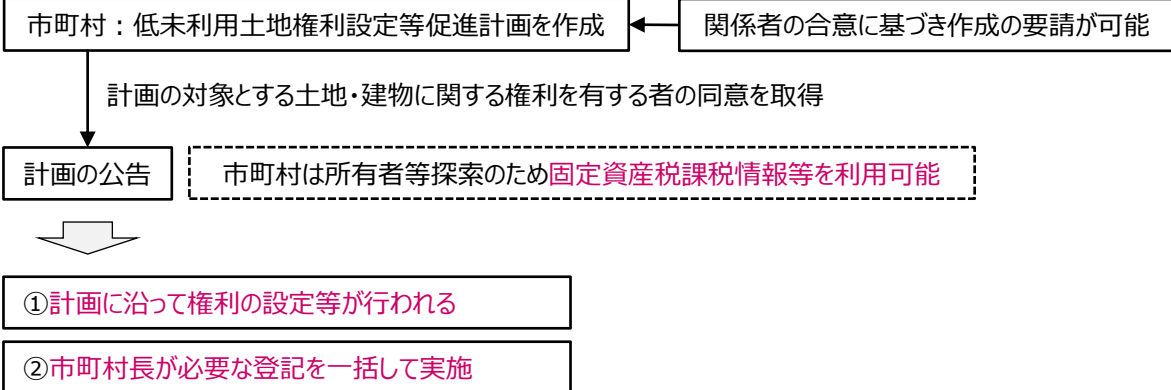 市町村：低未利用土地権利設定等促進計画を作成
関係者の合意に基づき作成の要請が可能
計画の対象とする土地・建物に関する権利を有する者の同意を取得
計画の公告
市町村は所有者等探索のため固定資産税課税情報等を利用可能
①計画に沿って権利の設定等が行われる
②市町村長が必要な登記を一括して実施